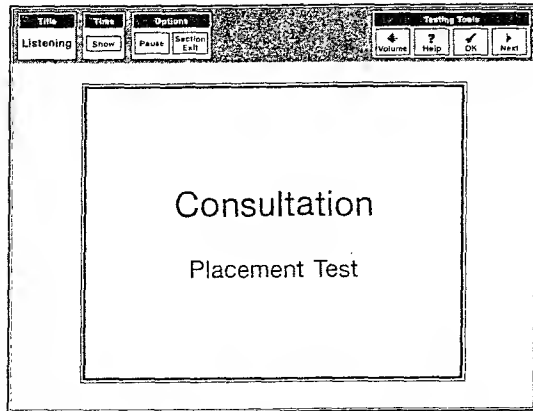 Title Time Options Testing Tools
Listening Show Pause Section Exit Volume ? Help OK Next
Consultation
Placement Test